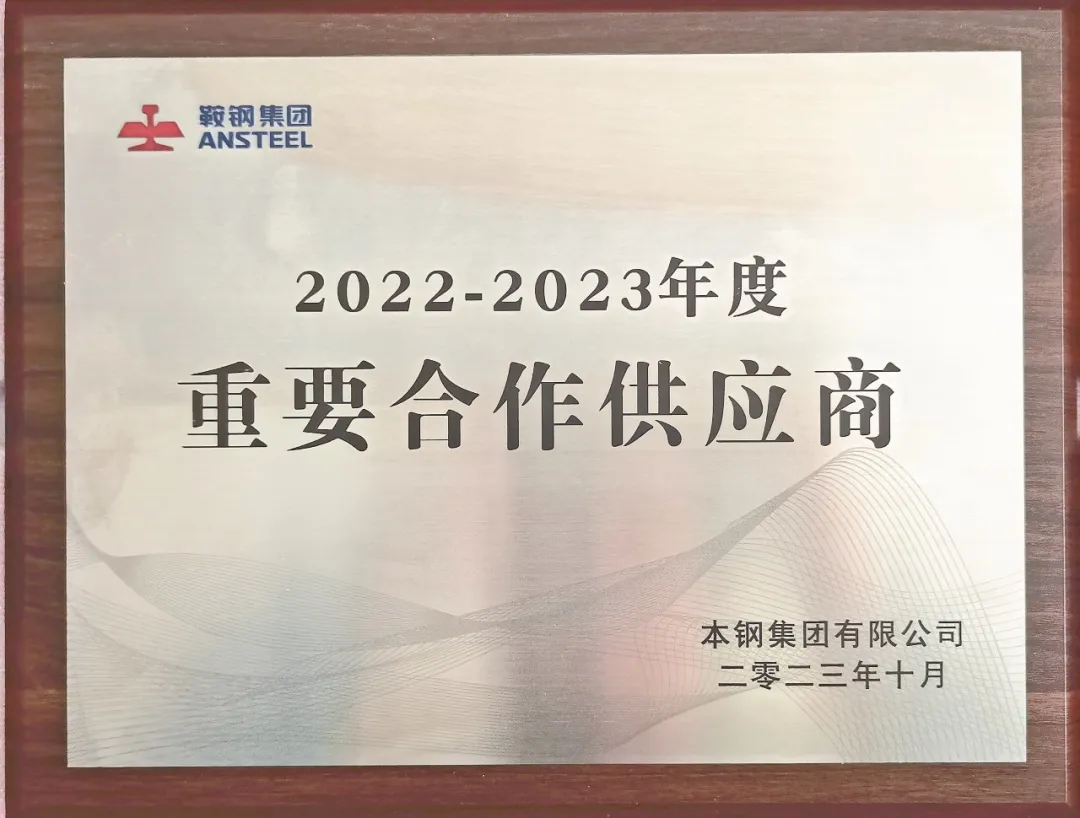 鞍钢集团
ANSTEEL
2022-2023年度
重要合作供应商
本钢集团有限公司
二零二三年十月